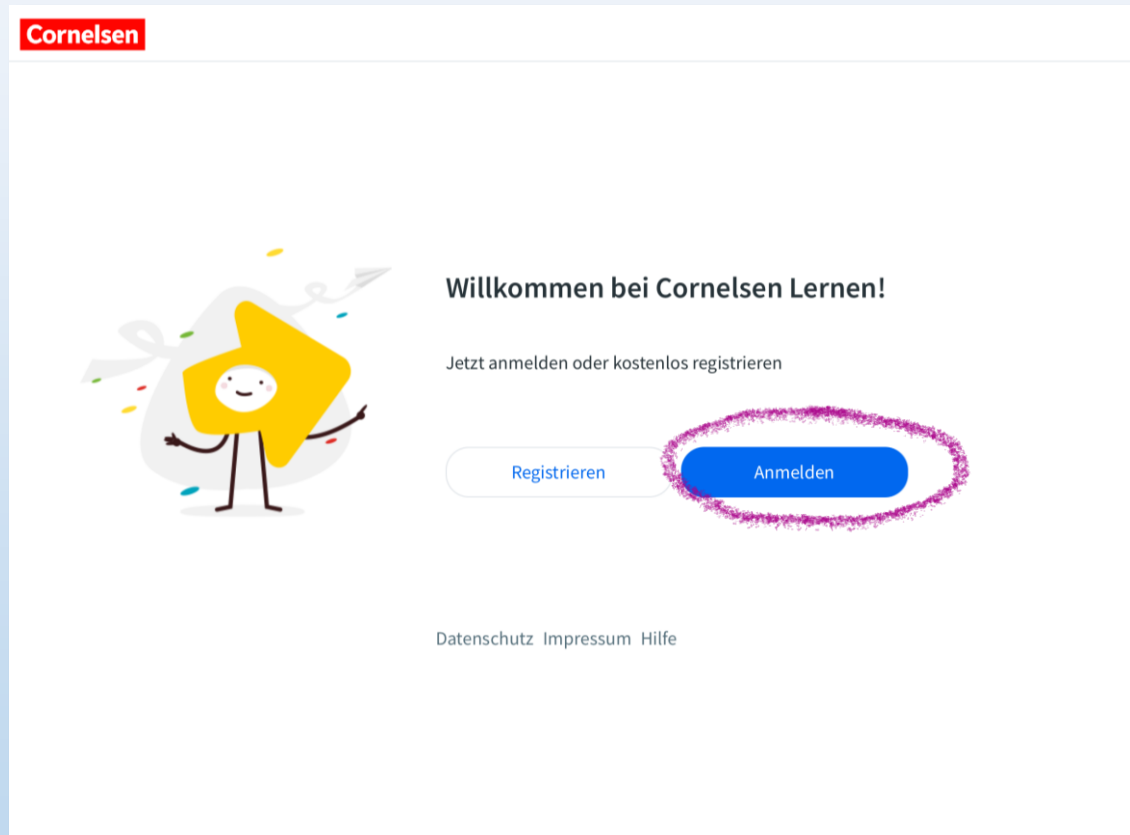 Cornelsen
Willkommen bei Cornelsen Lernen!
Jetzt anmelden oder kostenlos registrieren
Registrieren Anmelden
Datenschutz Impressum Hilfe